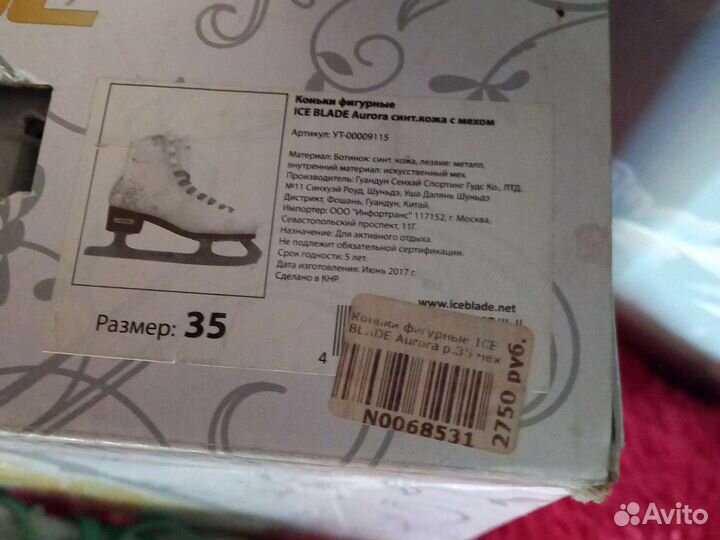 Коньки фигурные
ICE BLADE Aurora синт.кожа с мехом
Артикул: УТ-00009115
Материал: Ботинок: синт. кожа, лезвие: металл,
внутренний материал: искусственный мех.
Производитель: Гуандун Сенхай Спортинг Гудс Ко., ЛТД.
№11 Синхуэй Роуд, Шуньдэ, Уша Далянь Шуньдэ
Дистрикт, Фошань, Гуандун, Китай.
Импортер: ООО "Инфортранс" 117152, г. Москва,
Севастопольский проспект, 11Г.
Назначение: Для активного отдыха.
Не подлежит обязательной сертификации.
Срок годности: 5 лет.
Дата изготовления: Июнь 2017 г.
Сделано в КНР.
www.iceblade.net
Размер: 35
4
Коньки фигурные ICE
BLADE Aurora р.35 мех
N0068531
2750 руб.
Avito